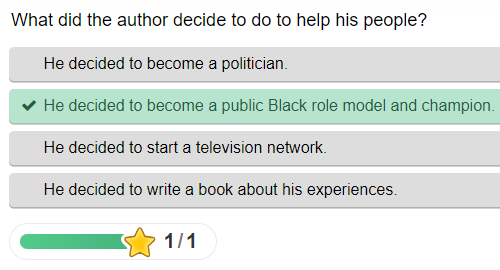 What did the author decide to do to help his people?
He decided to become a politician.
He decided to become a public Black role model and champion.
He decided to start a television network.
He decided to write a book about his experiences.
1/1